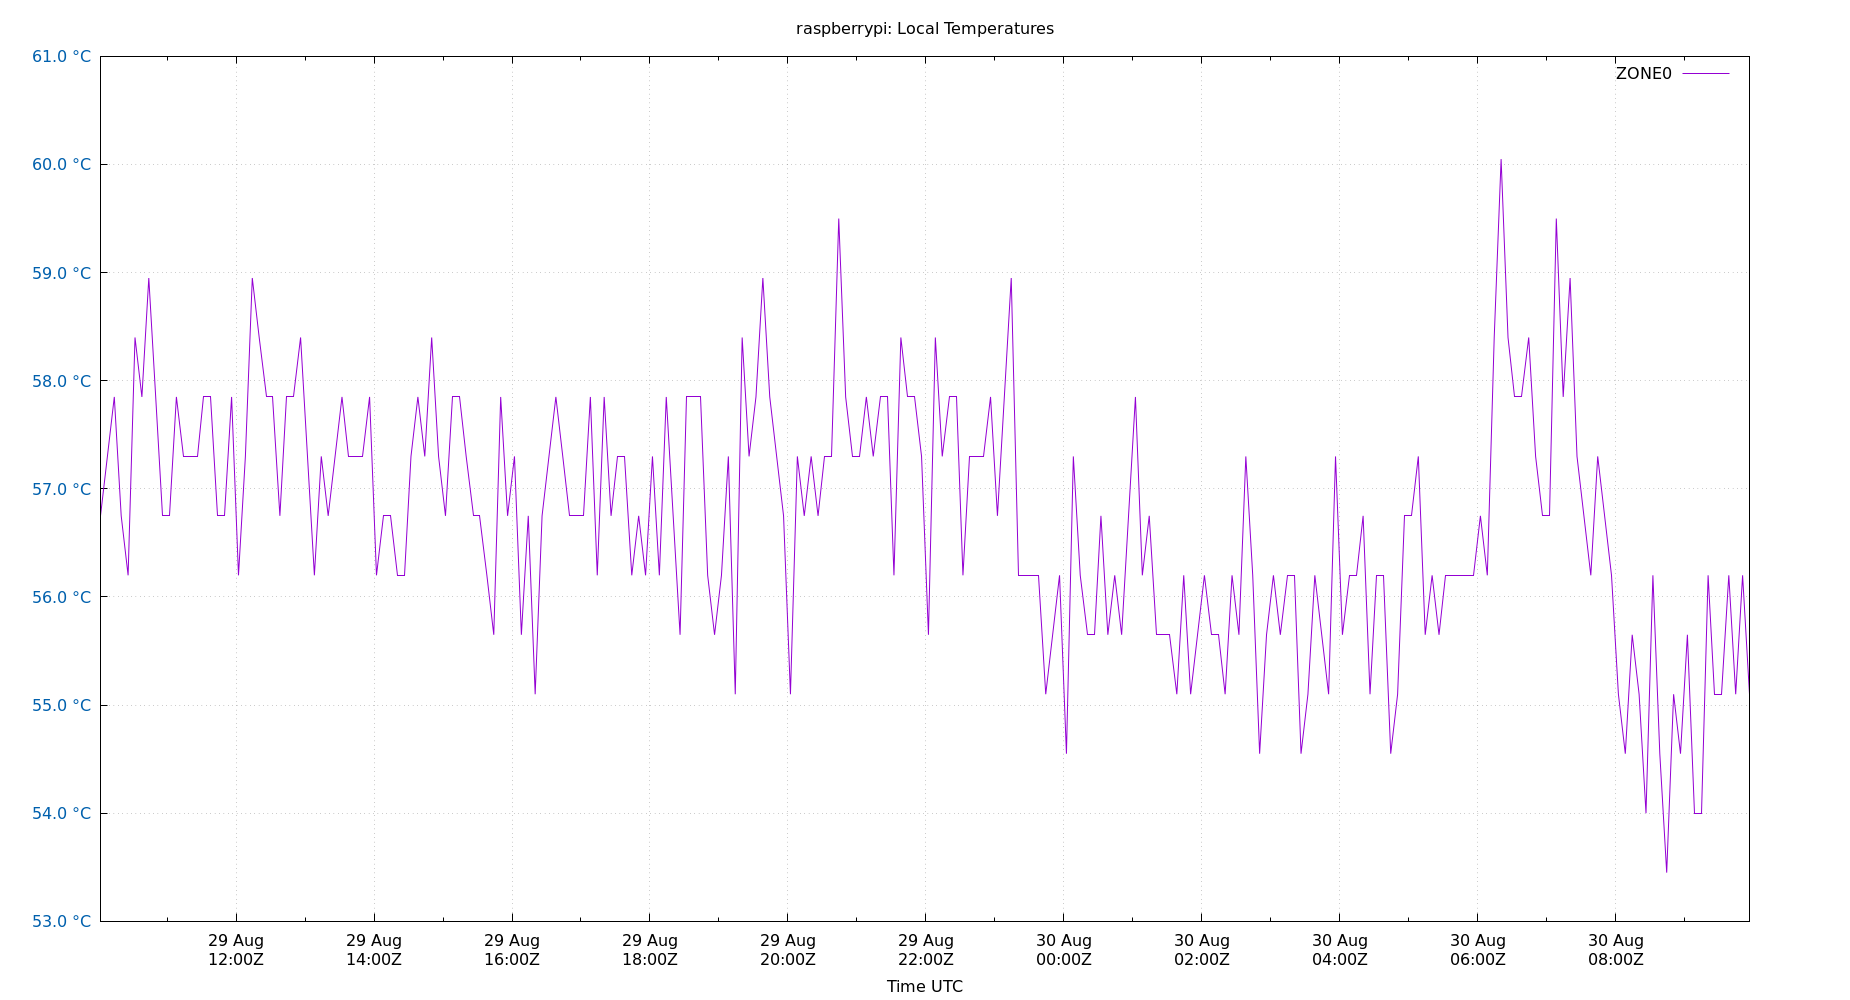 raspberrypi: Local Temperatures
61.0 °C
ZONE0
60.0 °C
59.0 °C
58.0 °C
57.0 °C
56.0 °C
55.0 °C
54.0 °C
53.0 °C
29 Aug 29 Aug 29 Aug 29 Aug 29 Aug 29 Aug 30 Aug 30 Aug 30 Aug 30 Aug 30 Aug
12:00Z 14:00Z 16:00Z 18:00Z 20:00Z 22:00Z 00:00Z 02:00Z 04:00Z 06:00Z 08:00Z
Time UTC